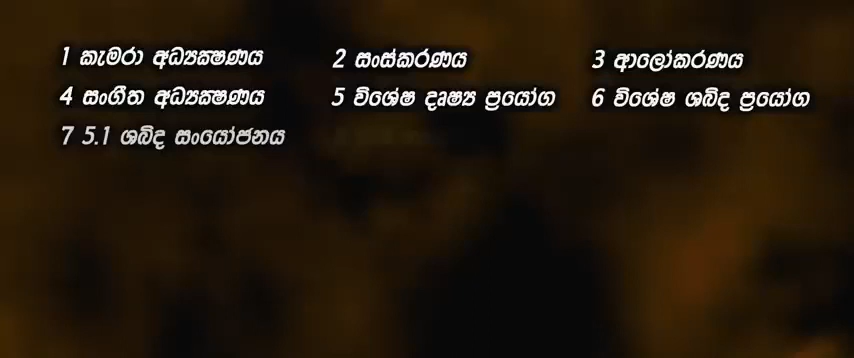 1 කැමරා අධ්‍යක්‍ෂණය 2 සංස්කරණය 3 ආලෝකරණය
4 සංගීත අධ්‍යක්‍ෂණය 5 විශේෂ දෘෂ්‍ය ප්‍රයෝග 6 විශේෂ ශබ්ද ප්‍රයෝග
7 5.1 ශබ්ද සංයෝජනය